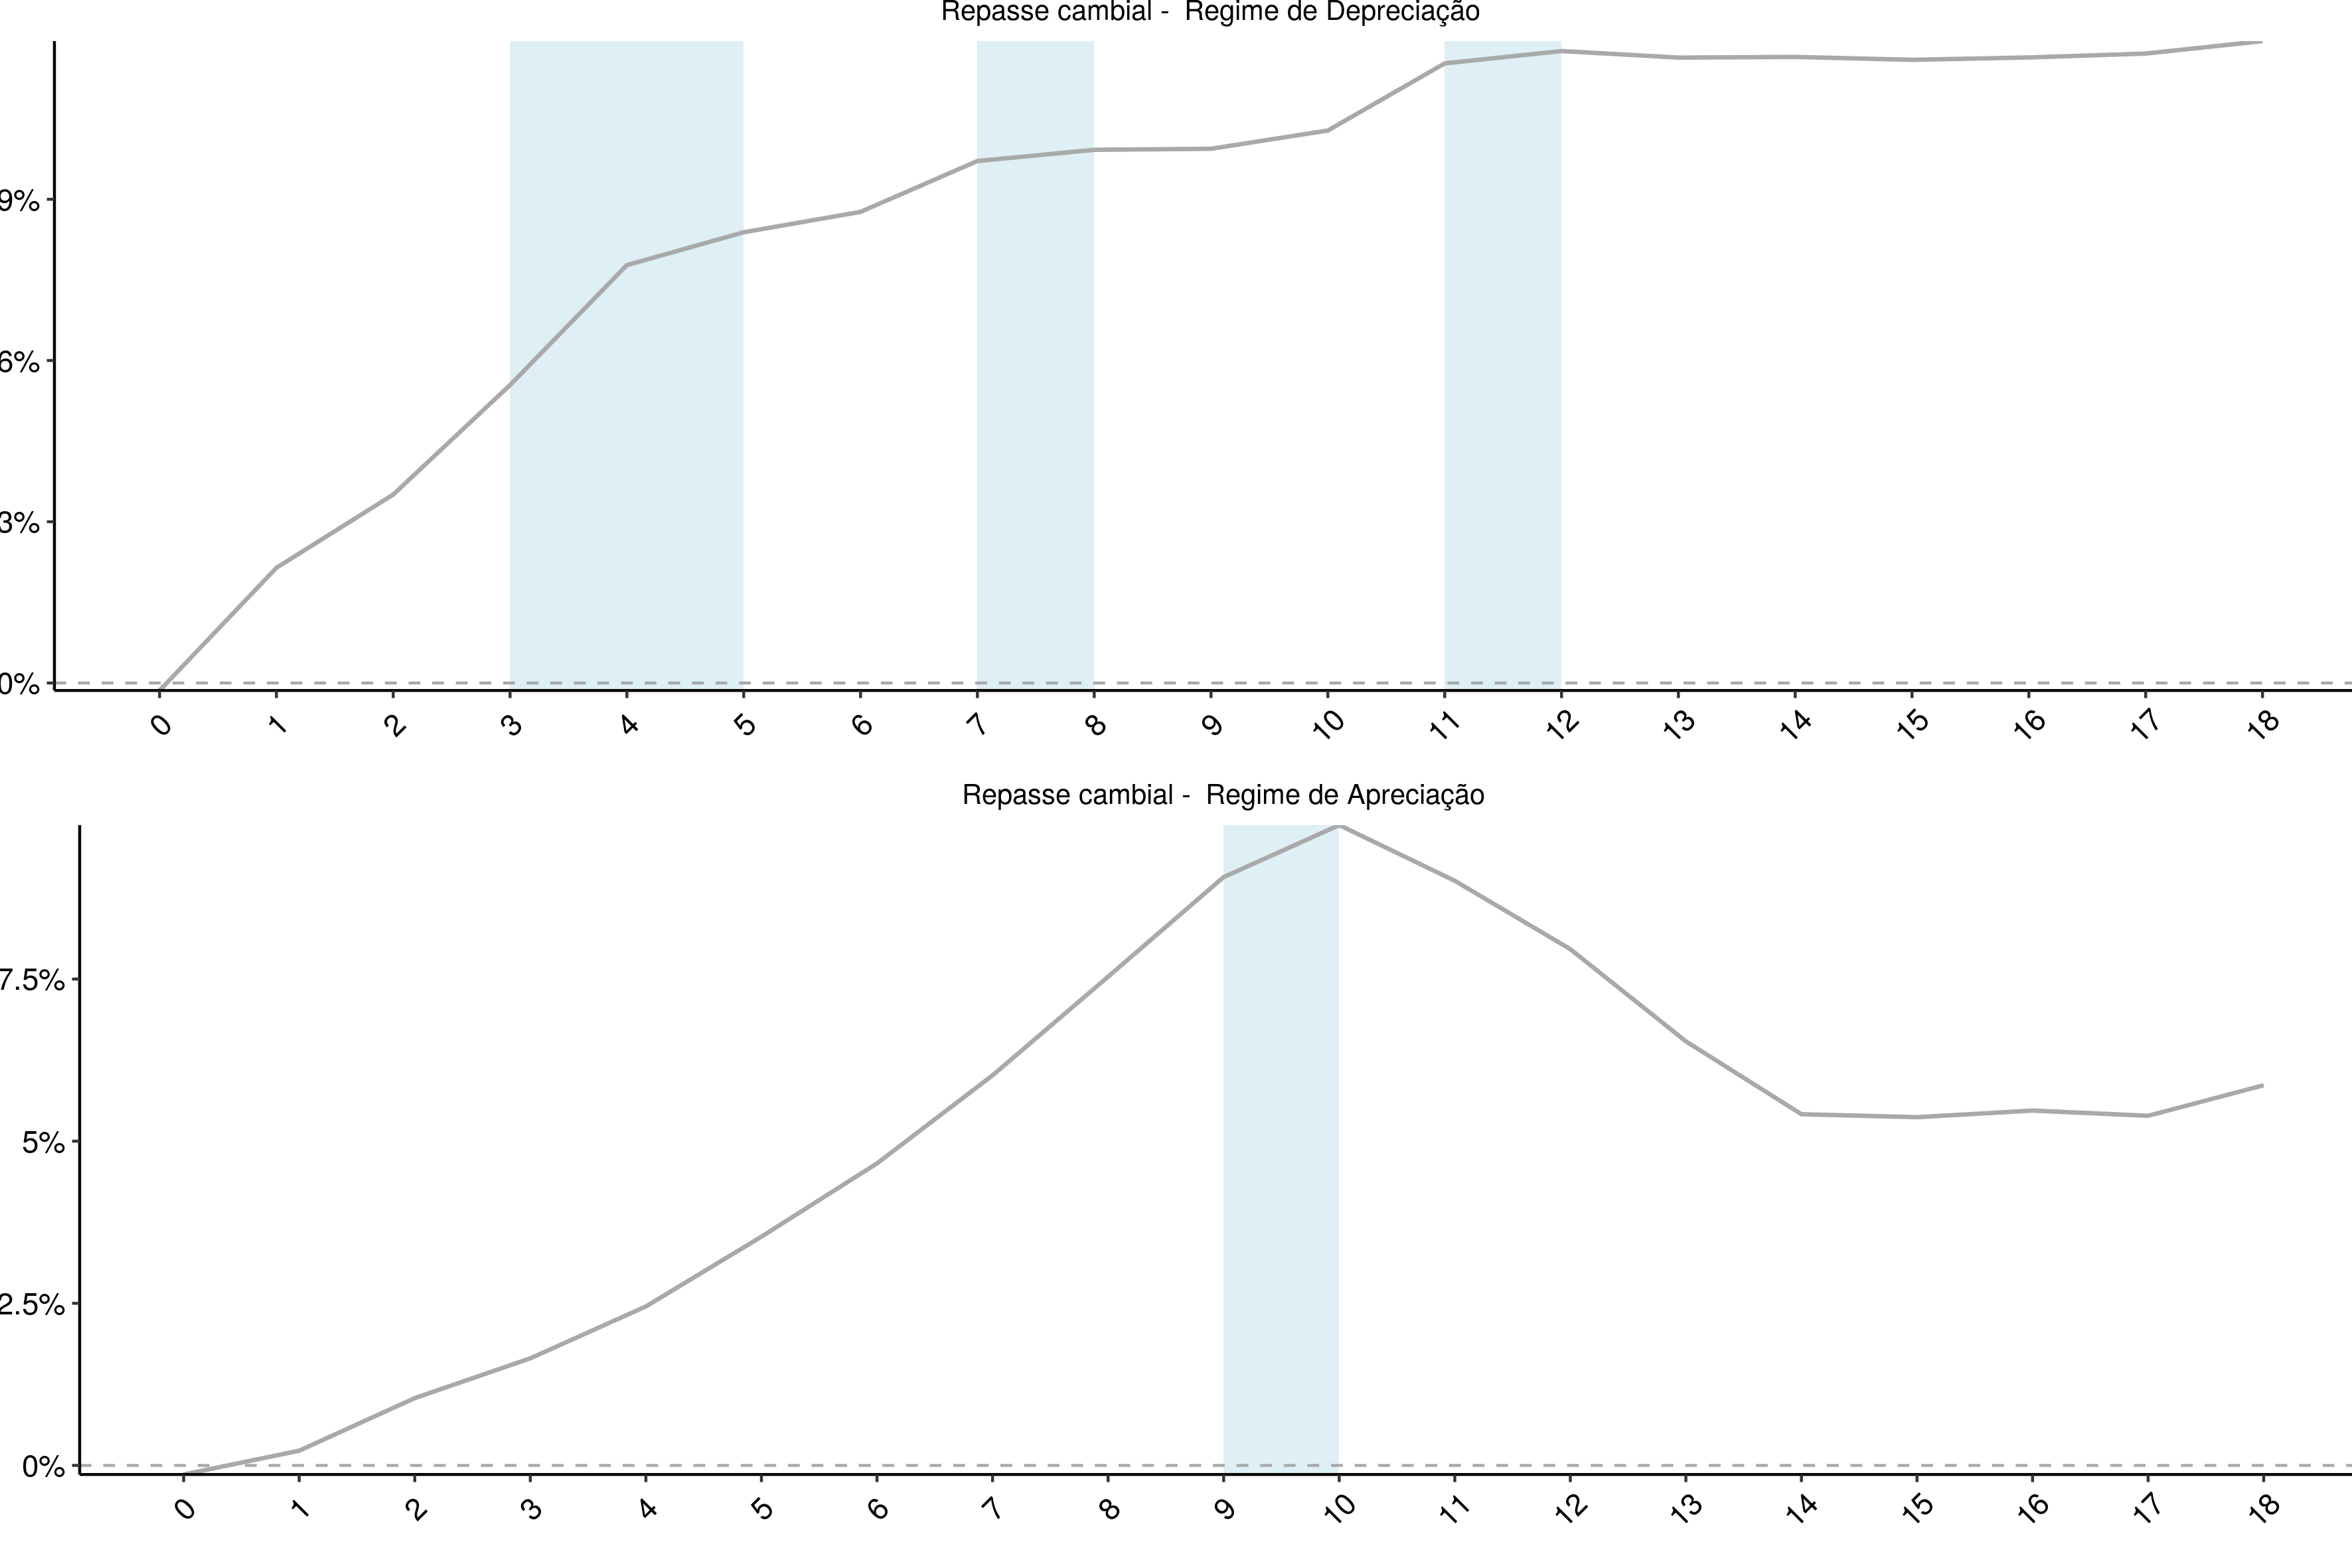 Repasse cambial -  Regime de Depreciação
9%
6%
3%
0%
0 1 2 3 4 5 6 7 8 9 10 11 12 13 14 15 16 17 18
Repasse cambial -  Regime de Apreciação
7.5%
5%
2.5%
0%
0 1 2 3 4 5 6 7 8 9 10 11 12 13 14 15 16 17 18